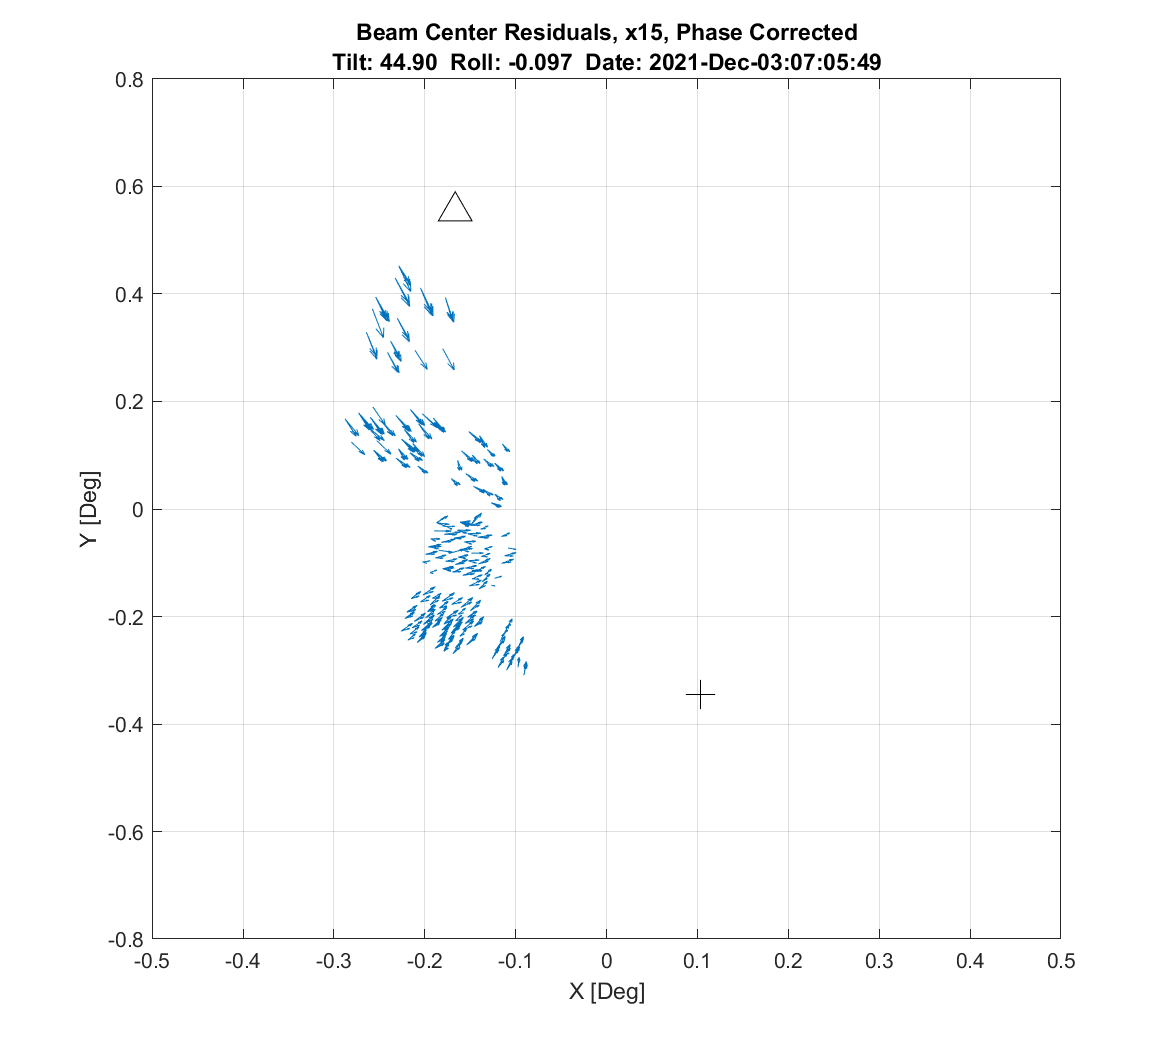 Beam Center Residuals, x15, Phase Corrected
Tilt: 44.90  Roll: -0.097  Date: 2021-Dec-03:07:05:49
0.8
0.6
0.4
0.2
0
-0.2
-0.4
-0.6
-0.8
Y [Deg]
-0.5 -0.4 -0.3 -0.2 -0.1 0 0.1 0.2 0.3 0.4 0.5
X [Deg]